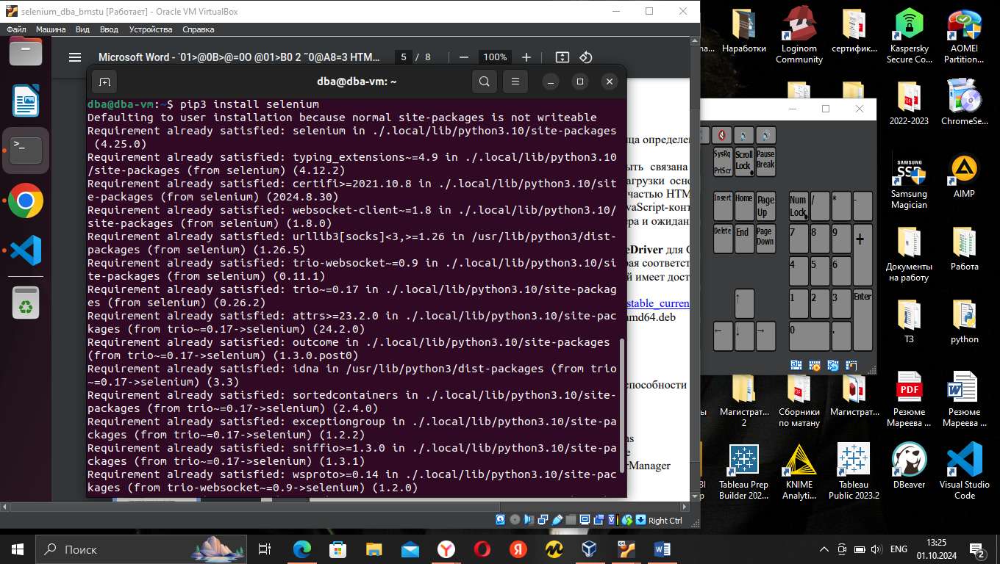 selenium_dba_bmstu [Работает] - Oracle VM VirtualBox
Файл Машина Вид Ввод Устройства Справка
Microsoft Word - ˆ01>@0B>@=0O @01>B0 2 ˜0@A8=3 HTM... 5 / 8 100%
dba@dba-vm: ~
dba@dba-vm:~$ pip3 install selenium
Defaulting to user installation because normal site-packages is not writeable
Requirement already satisfied: selenium in ./.local/lib/python3.10/site-packages
(4.25.0)
Requirement already satisfied: typing_extensions~=4.9 in ./.local/lib/python3.10
/site-packages (from selenium) (4.12.2)
Requirement already satisfied: certifi>=2021.10.8 in ./.local/lib/python3.10/sit
e-packages (from selenium) (2024.8.30)
Requirement already satisfied: websocket-client~=1.8 in ./.local/lib/python3.10/
site-packages (from selenium) (1.8.0)
Requirement already satisfied: urllib3[socks]<3,>=1.26 in /usr/lib/python3/dist-
packages (from selenium) (1.26.5)
Requirement already satisfied: trio-websocket~=0.9 in ./.local/lib/python3.10/si
te-packages (from selenium) (0.11.1)
Requirement already satisfied: trio~=0.17 in ./.local/lib/python3.10/site-packag
es (from selenium) (0.26.2)
Requirement already satisfied: attrs>=23.2.0 in ./.local/lib/python3.10/site-pac
kages (from trio~=0.17->selenium) (24.2.0)
Requirement already satisfied: outcome in ./.local/lib/python3.10/site-packages
(from trio~=0.17->selenium) (1.3.0.post0)
Requirement already satisfied: idna in /usr/lib/python3/dist-packages (from trio
~=0.17->selenium) (3.3)
Requirement already satisfied: sortedcontainers in ./.local/lib/python3.10/site-
packages (from trio~=0.17->selenium) (2.4.0)
Requirement already satisfied: exceptiongroup in ./.local/lib/python3.10/site-pa
ckages (from trio~=0.17->selenium) (1.2.2)
Requirement already satisfied: sniffio>=1.3.0 in ./.local/lib/python3.10/site-pa
ckages (from trio~=0.17->selenium) (1.3.1)
Requirement already satisfied: wsproto>=0.14 in ./.local/lib/python3.10/site-pac
kages (from trio-websocket~=0.9->selenium) (1.2.0)
ца определен
ыть связана
агрузки осно
частью HTM
vaScript-конт
ера и ожидан
eDriver для C
рая соответст
й имеет дост
stable_curren
amd64.deb
способности
ns
e
erManager
Right Ctrl
SysRq PrtScr Scroll Lock Pause Break
Insert Home Page Up Num Lock / * -
Delete End Page Down 7 8 9 +
4 5 6
↑ 1 2 3 Enter
← ↓ → 0 .
Наработки
Loginom Community
сертифик...
Kaspersky Secure Co...
AOMEI Partition...
2022-2023
ChromeSe...
SAMSUNG SSD
Samsung Magician
AIMP
Документы на работу
Работа
ТЗ
python
Магистрат... 2
Сборники по матану
Магистрат...
PDF
Резюме Мареева ...
Резюме Мареева ...
Tableau Prep Builder 202...
KNIME Analyti...
Tableau Public 2023.2
DBeaver
Visual Studio Code
Поиск
ENG
13:25
01.10.2024
2